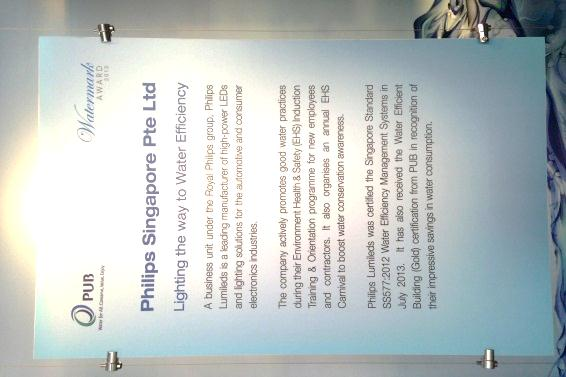 PUB
Water for All: Conserve, Value, Enjoy
Watermark
AWARD
2013
Philips Singapore Pte Ltd
Lighting the way to Water Efficiency
A business unit under the Royal Philips group, Philips
Lumileds is a leading manufacturer of high-power LEDs
and lighting solutions for the automotive and consumer
electronics industries.
The company actively promotes good water practices
during their Environment Health & Safety (EHS) Induction
Training & Orientation programme for new employees
and contractors. It also organises an annual EHS
Carnival to boost water conservation awareness.
Philips Lumileds was certified the Singapore Standard
SS577:2012 Water Efficiency Management Systems in
July 2013. It has also received the Water Efficient
Building (Gold) certification from PUB in recognition of
their impressive savings in water consumption.